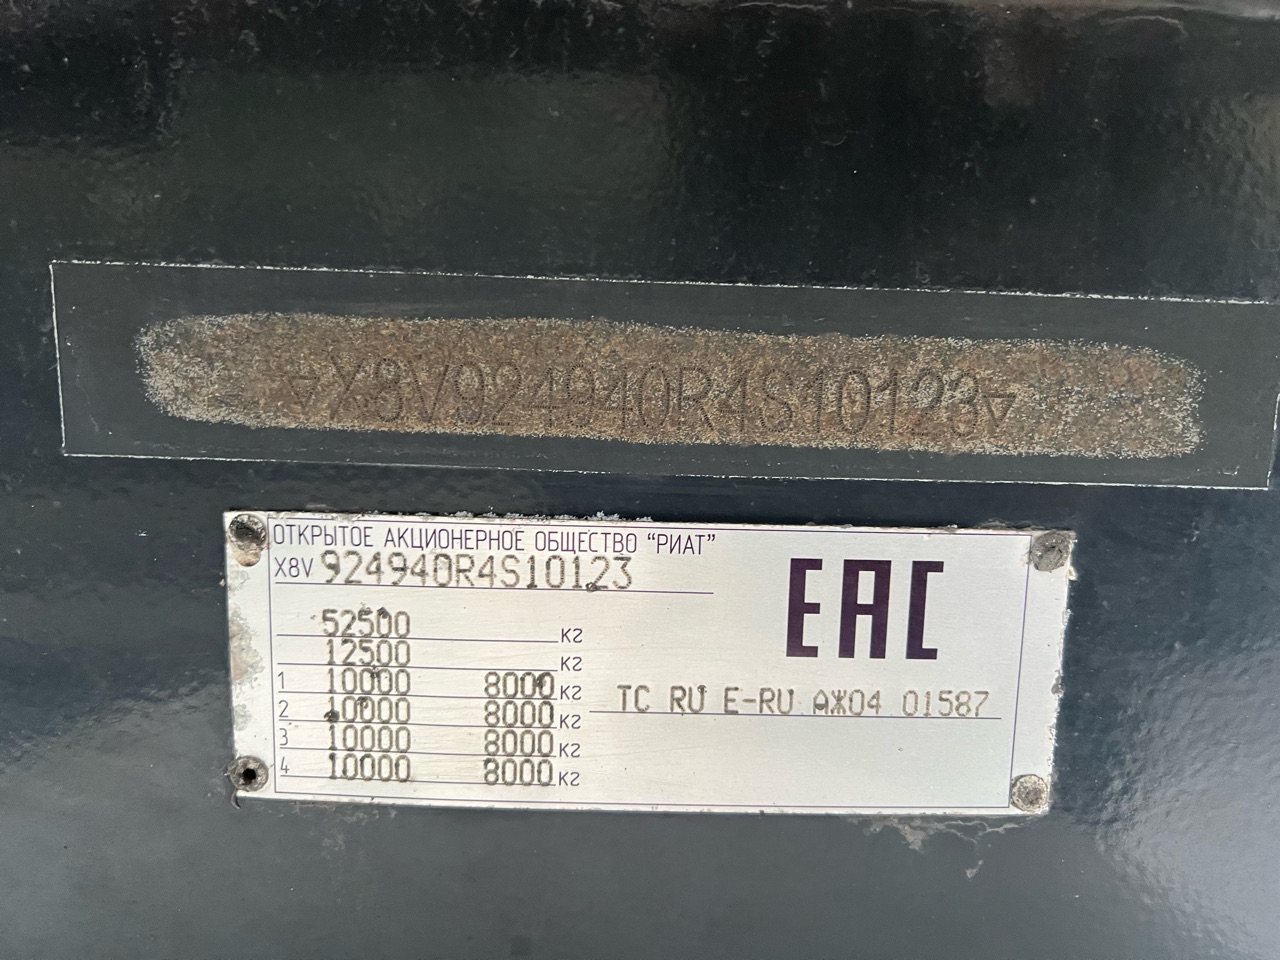 ▽X8V924940R4S10123▽
ОТКРЫТОЕ АКЦИОНЕРНОЕ ОБЩЕСТВО “РИАТ”
X8V 924940R4S10123
EAC
52500 кг
12500 кг
1 10000 8000 кг
2 10000 8000 кг
3 10000 8000 кг
4 10000 8000 кг
TC RU E-RU АЖ04 01587